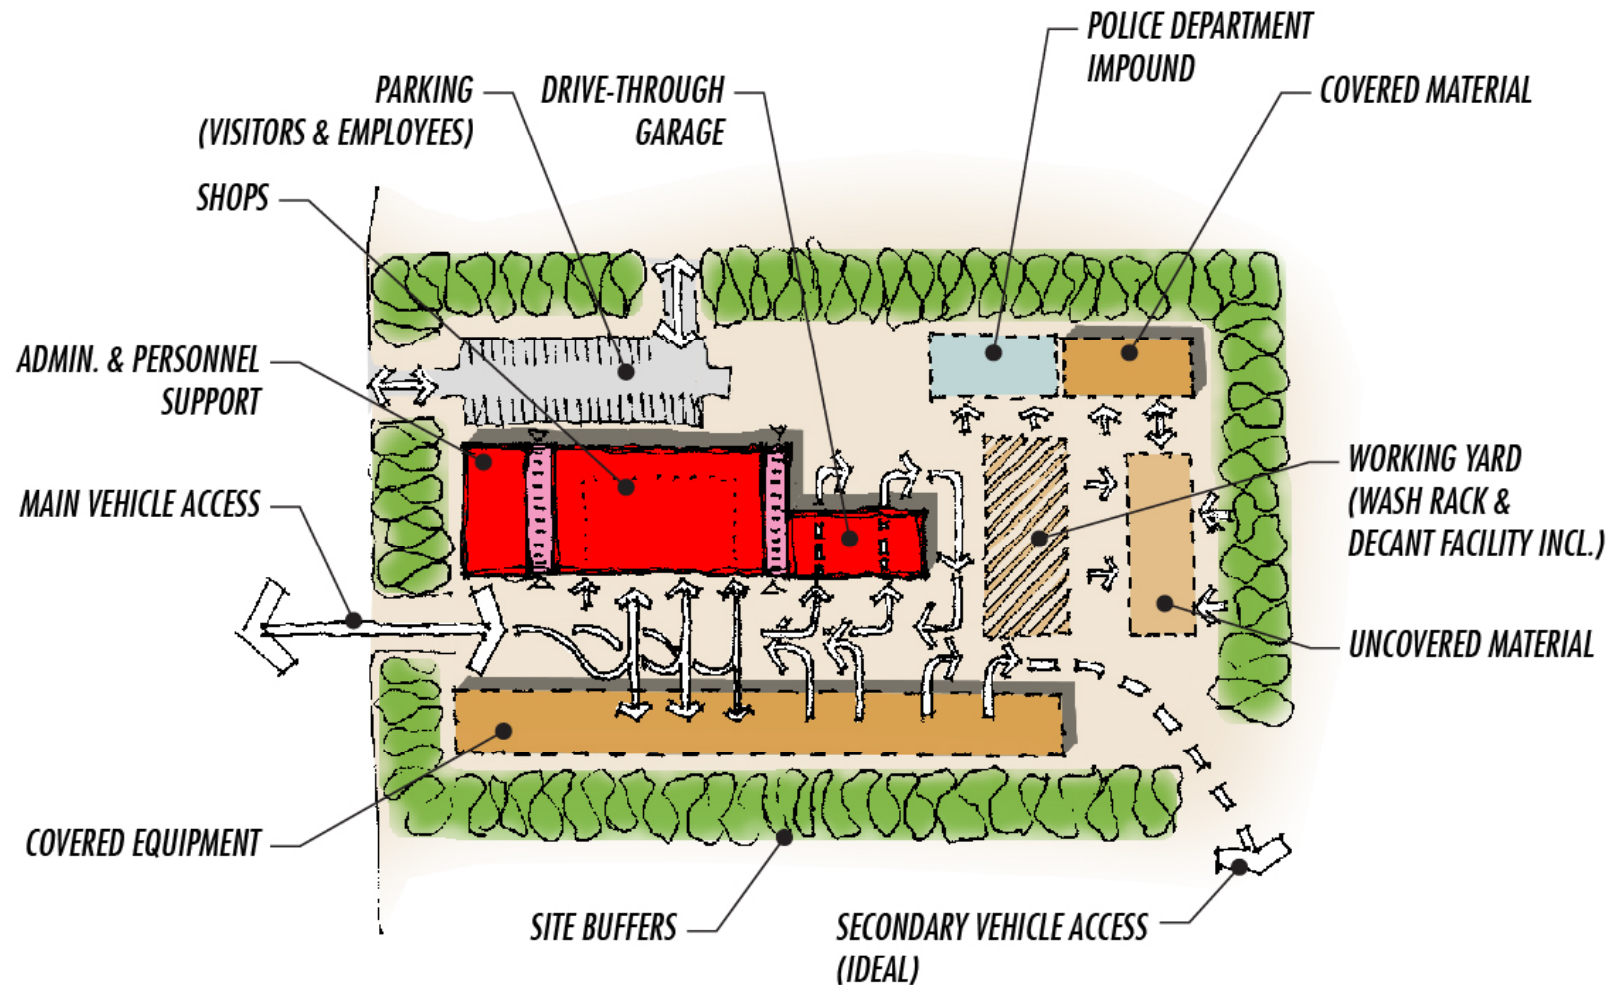 POLICE DEPARTMENT
IMPOUND
PARKING
(VISITORS & EMPLOYEES)
DRIVE-THROUGH
GARAGE
COVERED MATERIAL
SHOPS
ADMIN. & PERSONNEL
SUPPORT
MAIN VEHICLE ACCESS
WORKING YARD
(WASH RACK &
DECANT FACILITY INCL.)
UNCOVERED MATERIAL
COVERED EQUIPMENT
SITE BUFFERS
SECONDARY VEHICLE ACCESS
(IDEAL)